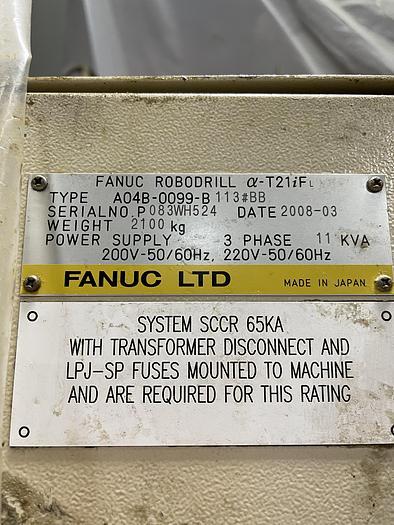 FANUC ROBODRILL α-T21iFL
TYPE A04B-0099-B113#BB
SERIALNO.P083WH524 DATE 2008-03
WEIGHT 2100 kg
POWER SUPPLY 3 PHASE 11 KVA
200V-50/60Hz, 220V-50/60Hz
FANUC LTD MADE IN JAPAN
SYSTEM SCCR 65KA
WITH TRANSFORMER DISCONNECT AND
LPJ-SP FUSES MOUNTED TO MACHINE
AND ARE REQUIRED FOR THIS RATING